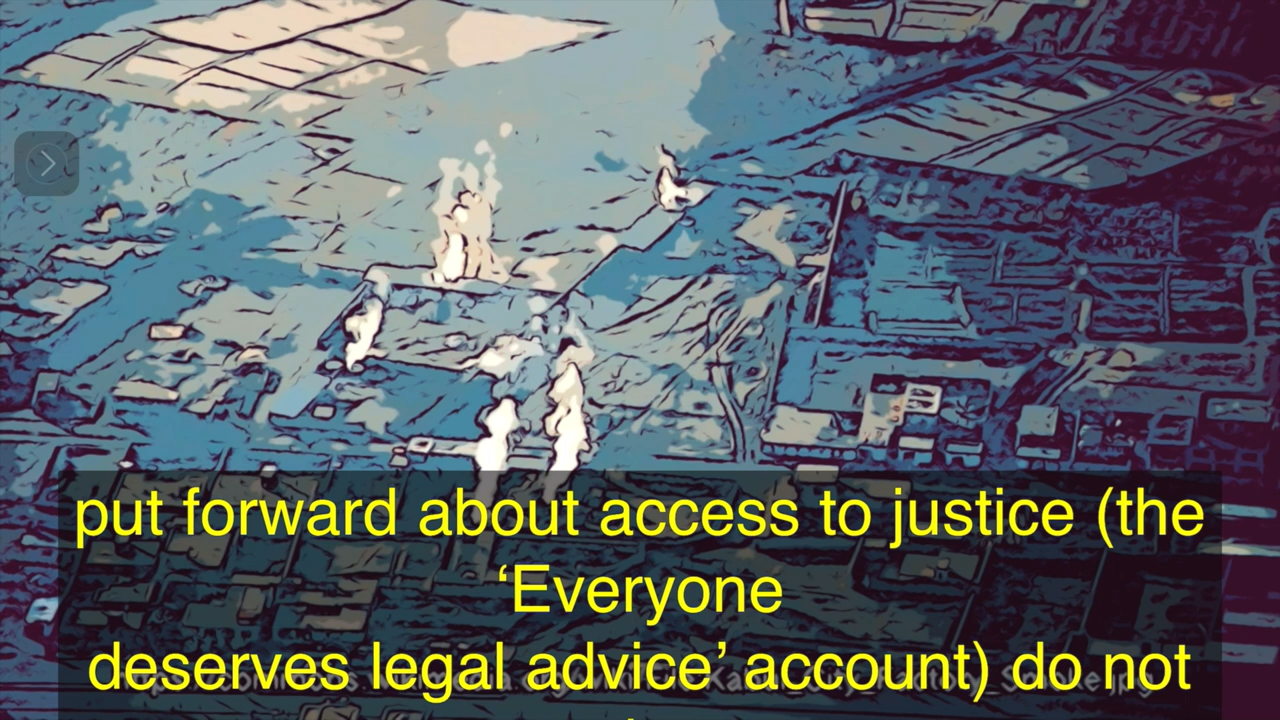 put forward about access to justice (the
‘Everyone
deserves legal advice’ account) do not